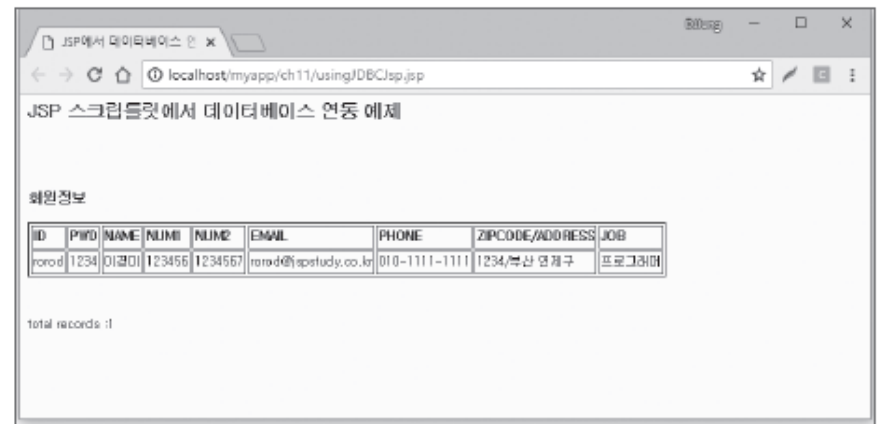 JSP에서 데이터베이스 연
localhost/myapp/ch11/usingJDBCJsp.jsp
JSP 스크립틀릿에서 데이터베이스 연동 예제
회원정보
ID PWD NAME NUM1 NUM2 EMAIL PHONE ZIPCODE/ADDRESS JOB
rorod 1234 이경미 123456 1234567 rorod@jspstudy.co.kr 010-1111-1111 1234/부산 연제구 프로그래머
total records :1